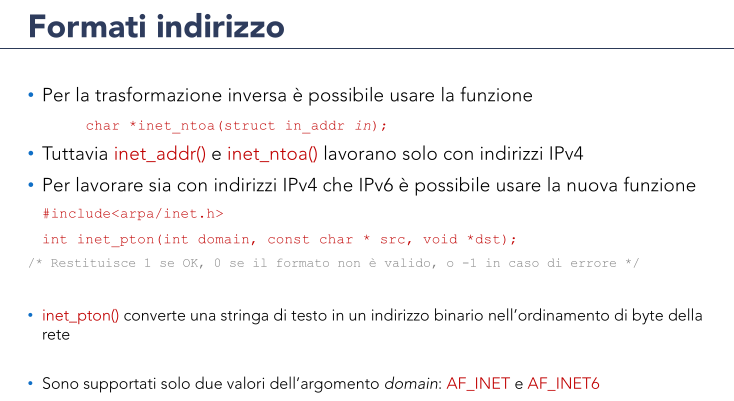 Formati indirizzo
• Per la trasformazione inversa è possibile usare la funzione
char *inet_ntoa(struct in_addr in);
• Tuttavia inet_addr() e inet_ntoa() lavorano solo con indirizzi IPv4
• Per lavorare sia con indirizzi IPv4 che IPv6 è possibile usare la nuova funzione
#include<arpa/inet.h>
int inet_pton(int domain, const char * src, void *dst);
/* Restituisce 1 se OK, 0 se il formato non è valido, o -1 in caso di errore */
• inet_pton() converte una stringa di testo in un indirizzo binario nell'ordinamento di byte della
rete
• Sono supportati solo due valori dell'argomento domain: AF_INET e AF_INET6